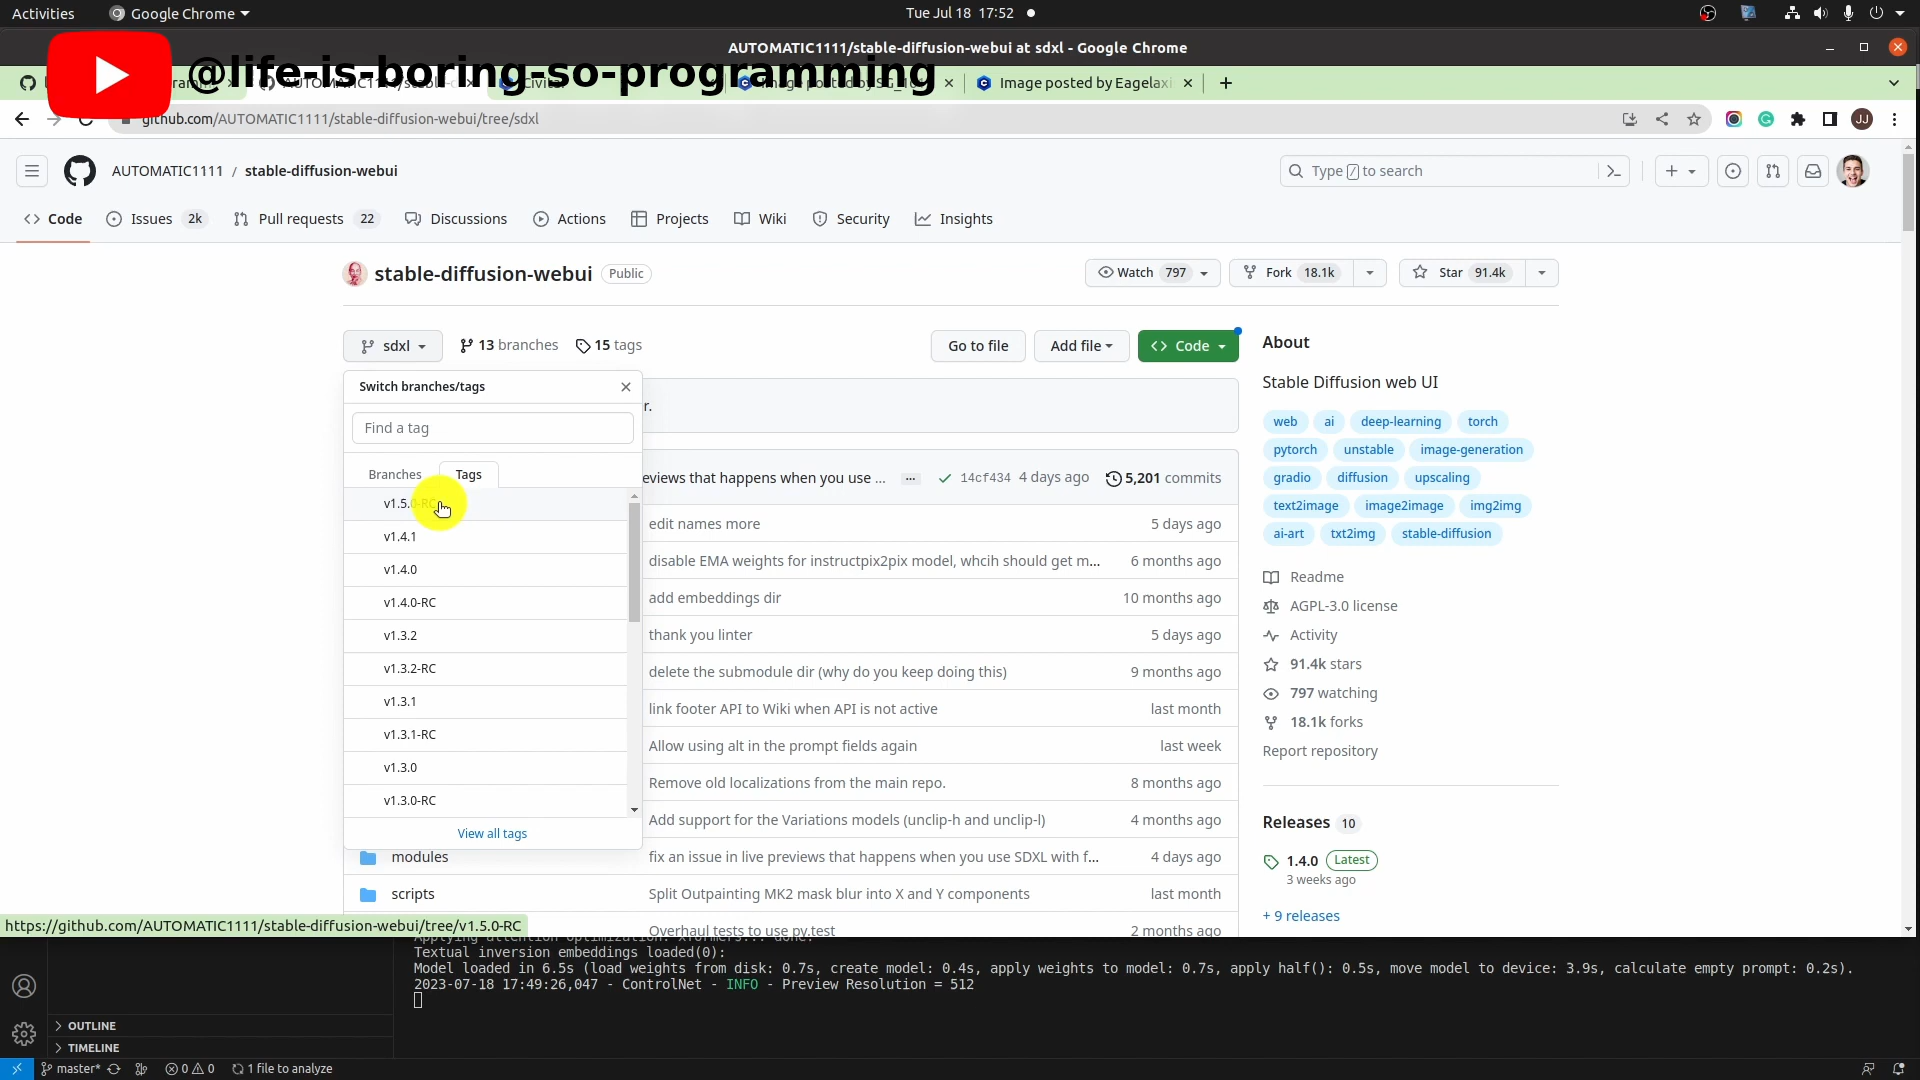 Activities
Google Chrome
Tue Jul 18 17:52
AUTOMATIC1111/stable-diffusion-webui at sdxl - Google Chrome
@life-is-boring-so-programming
Image posted by Eagelaxi
github.com/AUTOMATIC1111/stable-diffusion-webui/tree/sdxl
JJ
AUTOMATIC1111 / stable-diffusion-webui
Type / to search
Code
Issues 2k
Pull requests 22
Discussions
Actions
Projects
Wiki
Security
Insights
stable-diffusion-webui Public
Watch 797
Fork 18.1k
Star 91.4k
sdxl
13 branches
15 tags
Go to file
Add file
Code
Switch branches/tags
r.
Find a tag
Branches
Tags
eviews that happens when you use ... 14cf434 4 days ago 5,201 commits
v1.5.0-RC
v1.4.1
v1.4.0
v1.4.0-RC
v1.3.2
v1.3.2-RC
v1.3.1
v1.3.1-RC
v1.3.0
v1.3.0-RC
View all tags
edit names more 5 days ago
disable EMA weights for instructpix2pix model, whcih should get m... 6 months ago
add embeddings dir 10 months ago
thank you linter 5 days ago
delete the submodule dir (why do you keep doing this) 9 months ago
link footer API to Wiki when API is not active last month
Allow using alt in the prompt fields again last week
Remove old localizations from the main repo. 8 months ago
Add support for the Variations models (unclip-h and unclip-l) 4 months ago
modules fix an issue in live previews that happens when you use SDXL with f... 4 days ago
scripts Split Outpainting MK2 mask blur into X and Y components last month
Overhaul tests to use py.test 2 months ago
About
Stable Diffusion web UI
web ai deep-learning torch
pytorch unstable image-generation
gradio diffusion upscaling
text2image image2image img2img
ai-art txt2img stable-diffusion
Readme
AGPL-3.0 license
Activity
91.4k stars
797 watching
18.1k forks
Report repository
Releases 10
1.4.0 Latest
3 weeks ago
+ 9 releases
https://github.com/AUTOMATIC1111/stable-diffusion-webui/tree/v1.5.0-RC
Applying attention optimization: xformers... done.
Textual inversion embeddings loaded(0):
Model loaded in 6.5s (load weights from disk: 0.7s, create model: 0.4s, apply weights to model: 0.7s, apply half(): 0.5s, move model to device: 3.9s, calculate empty prompt: 0.2s).
2023-07-18 17:49:26,047 - ControlNet - INFO - Preview Resolution = 512
OUTLINE
TIMELINE
master*
0 0
1 file to analyze